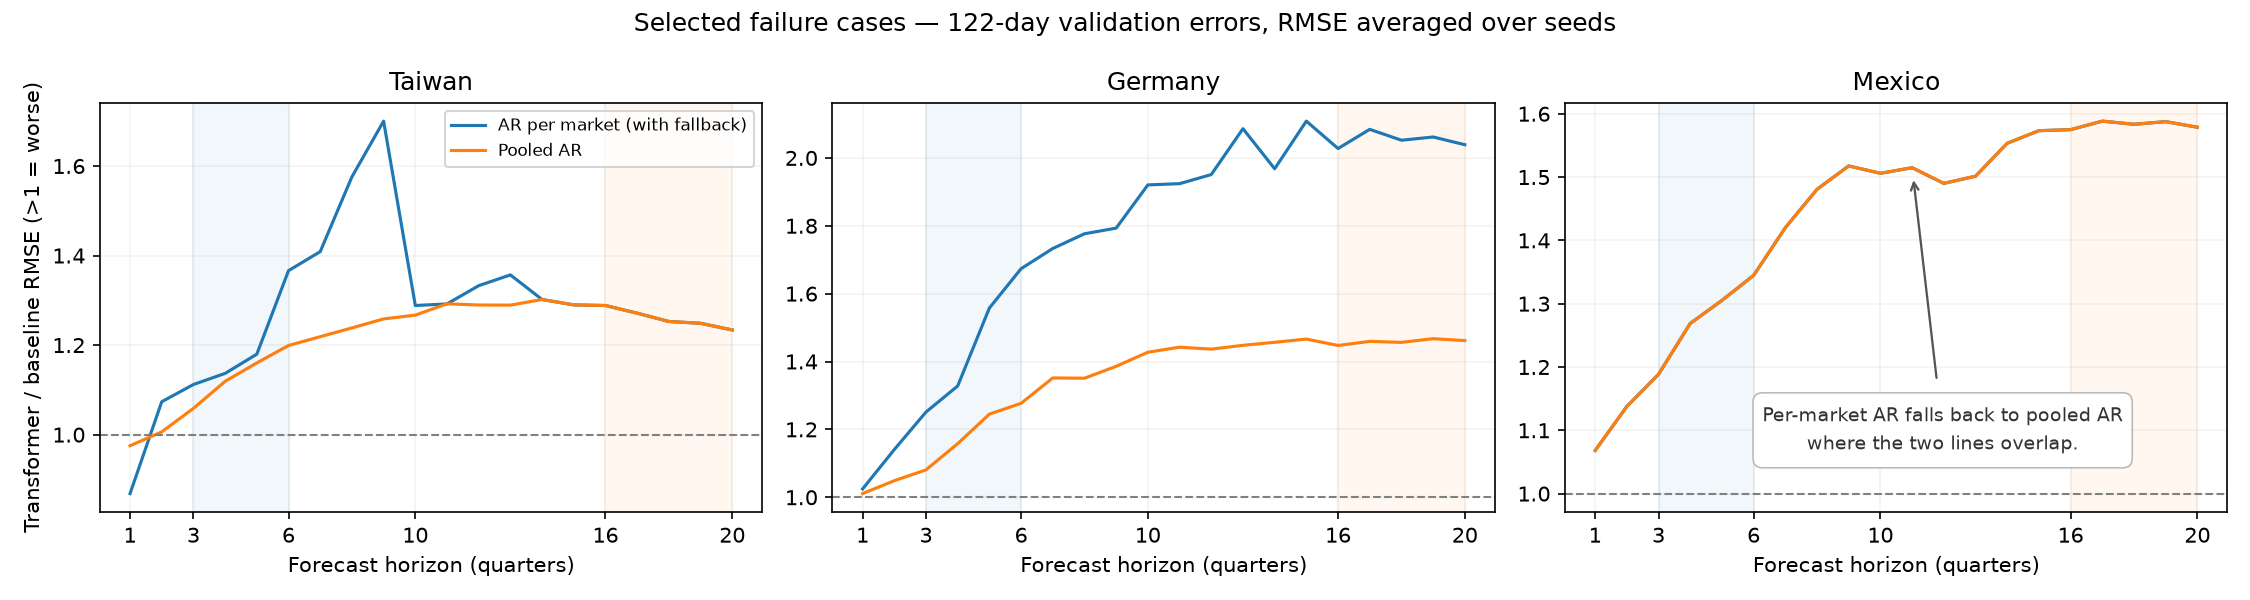 Selected failure cases — 122-day validation errors, RMSE averaged over seeds
Transformer / baseline RMSE (>1 = worse)
Taiwan
AR per market (with fallback)
Pooled AR
1.6
1.4
1.2
1.0
1 3 6 10 16 20
Forecast horizon (quarters)
Germany
2.0
1.8
1.6
1.4
1.2
1.0
1 3 6 10 16 20
Forecast horizon (quarters)
Mexico
1.6
1.5
1.4
1.3
1.2
1.1
1.0
Per-market AR falls back to pooled AR
where the two lines overlap.
1 3 6 10 16 20
Forecast horizon (quarters)